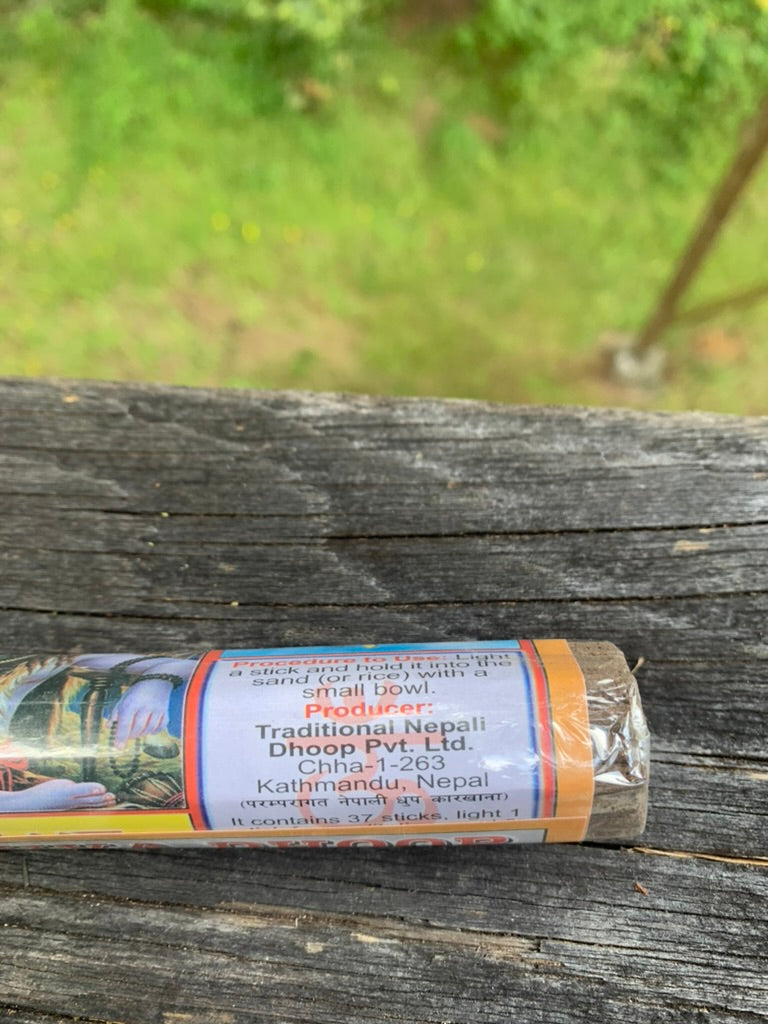 Procedure to Use: Light
a stick and hold it into the
sand (or rice) with a
small bowl.
Producer:
Traditional Nepali
Dhoop Pvt. Ltd.
Chha-1-263
Kathmandu, Nepal
(परम्परागत नेपाली धुप कारखाना)
It contains 37 sticks, light 1
DHOOP